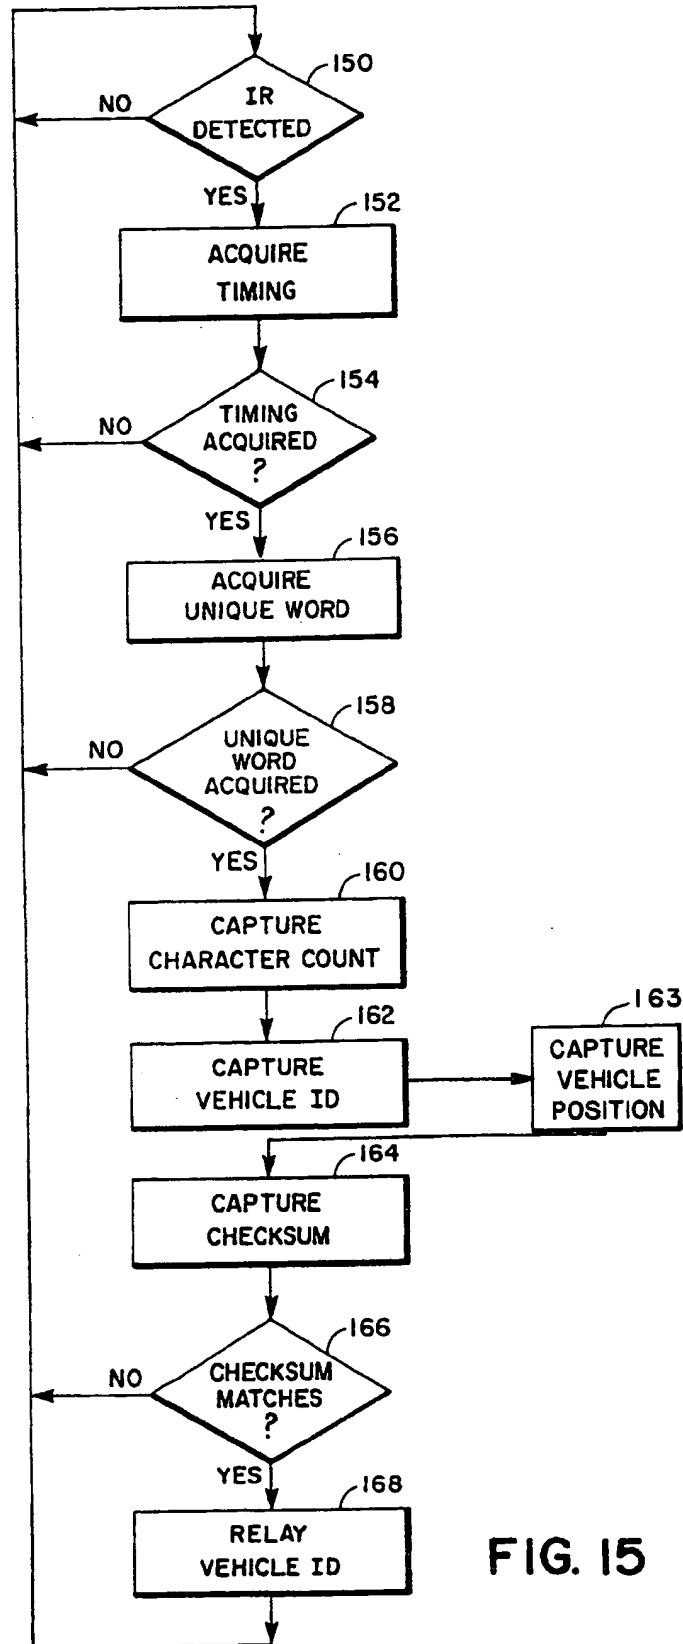 150
IR
DETECTED
NO
YES
152
ACQUIRE
TIMING
154
TIMING
ACQUIRED
?
NO
YES
156
ACQUIRE
UNIQUE WORD
158
UNIQUE
WORD
ACQUIRED
?
NO
YES
160
CAPTURE
CHARACTER COUNT
162
CAPTURE
VEHICLE ID
163
CAPTURE
VEHICLE
POSITION
164
CAPTURE
CHECKSUM
166
CHECKSUM
MATCHES
?
NO
YES
168
RELAY
VEHICLE ID
FIG. 15